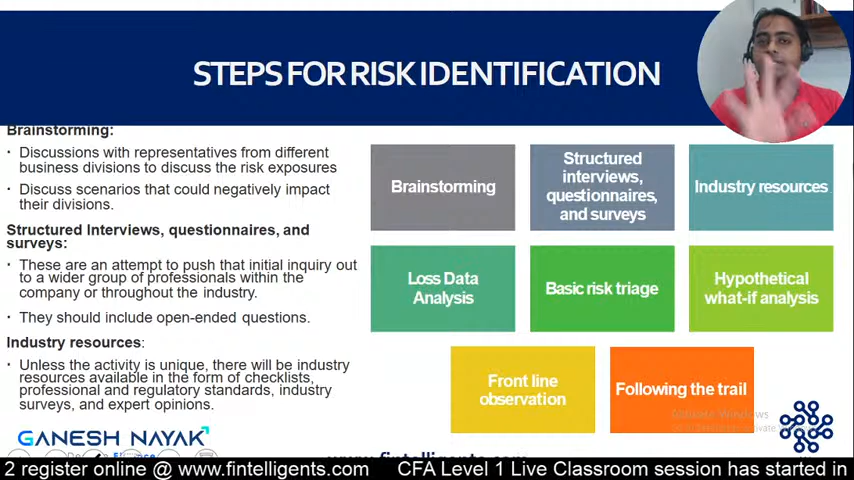 STEPS FOR RISK IDENTIFICATION
Brainstorming:
· Discussions with representatives from different
business divisions to discuss the risk exposures
· Discuss scenarios that could negatively impact
their divisions.
Structured Interviews, questionnaires, and
surveys:
· These are an attempt to push that initial inquiry out
to a wider group of professionals within the
company or throughout the industry.
· They should include open-ended questions.
Industry resources:
· Unless the activity is unique, there will be industry
resources available in the form of checklists,
professional and regulatory standards, industry
surveys, and expert opinions.
Brainstorming
Structured
interviews,
questionnaires,
and surveys
Industry resources
Loss Data
Analysis
Basic risk triage
Hypothetical
what-if analysis
Front line
observation
Following the trail
Activate Windows
GANESH NAYAK
www.fintelligents.com
2 register online @ www.fintelligents.com CFA Level 1 Live Classroom session has started in